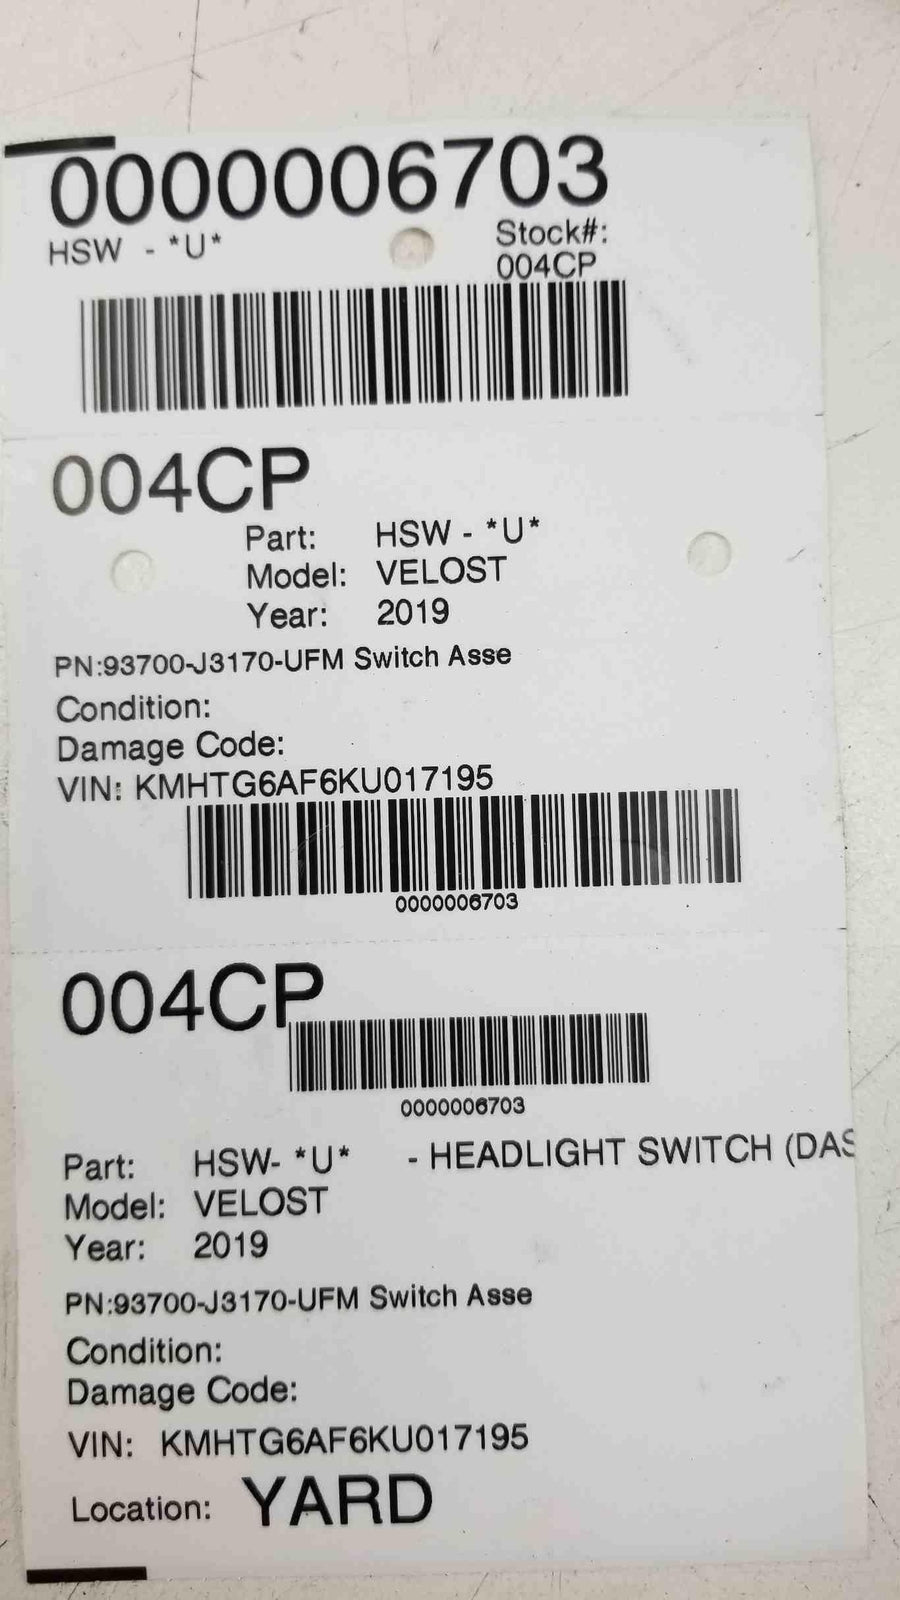 0000006703
HSW - *U*
Stock#:
004CP
004CP
Part: HSW - *U*
Model: VELOST
Year: 2019
PN:93700-J3170-UFM Switch Asse
Condition:
Damage Code:
VIN: KMHTG6AF6KU017195
0000006703
004CP
0000006703
Part: HSW- *U* - HEADLIGHT SWITCH (DAS
Model: VELOST
Year: 2019
PN:93700-J3170-UFM Switch Asse
Condition:
Damage Code:
VIN: KMHTG6AF6KU017195
Location: YARD